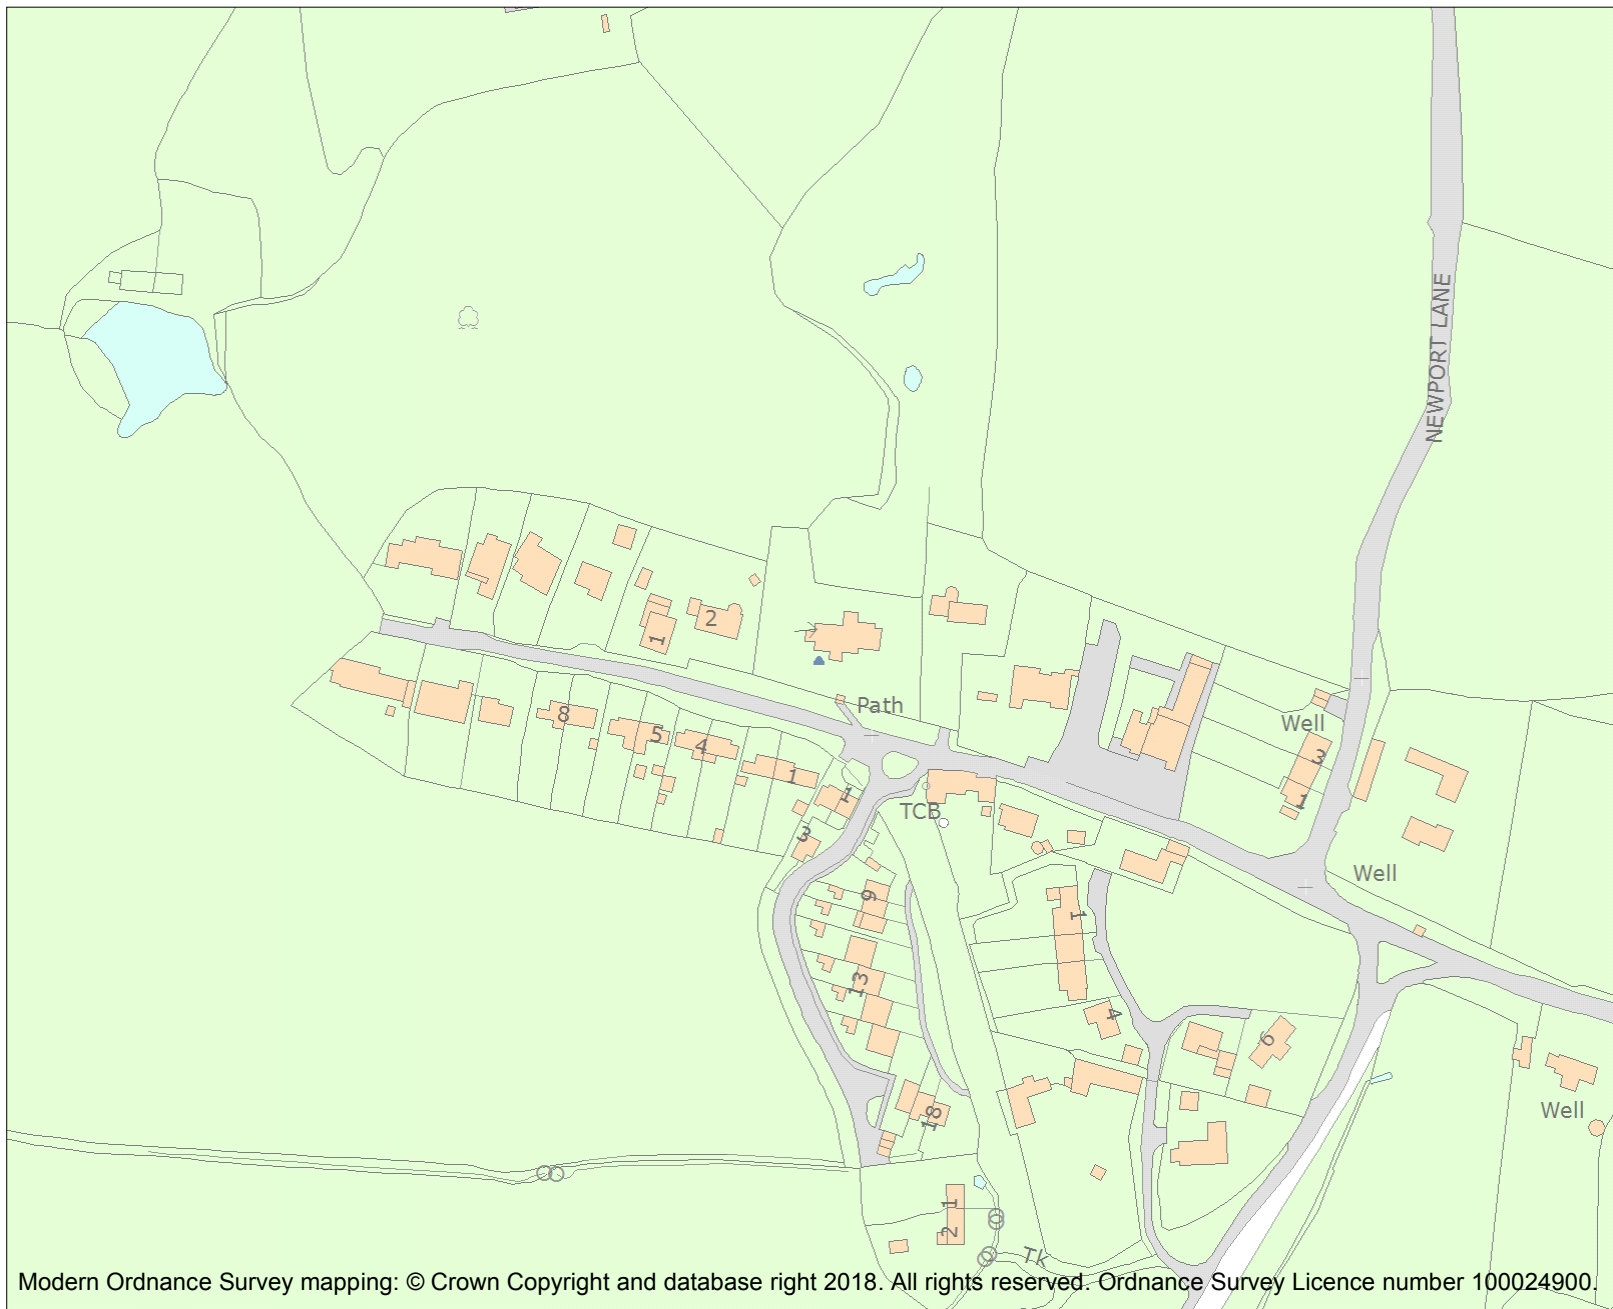 NEWPORT LANE
2
1
Path
8
5
4
1
1
3
TCB
Well
3
1
Well
9
1
13
4
6
18
Well
1
2
Tk
Modern Ordnance Survey mapping: © Crown Copyright and database right 2018. All rights reserved. Ordnance Survey Licence number 100024900.